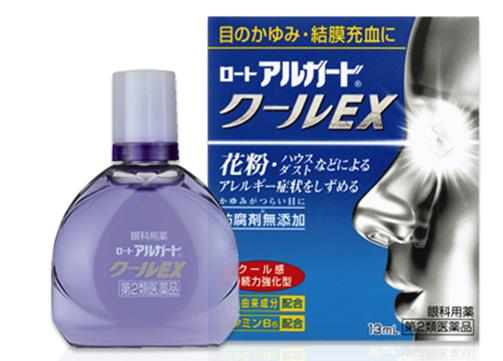 目のかゆみ・結膜充血に
ロート アルガード®
クールEX
花粉・ハウスダストなどによる
アレルギー症状をしずめる
かゆみがつらい目に
防腐剤無添加
クール感
続力強化型
由来成分 配合
ミンB6 配合
13mL
眼科用薬
第2類医薬品
眼科用薬
ロート アルガード
クールEX
第2類医薬品